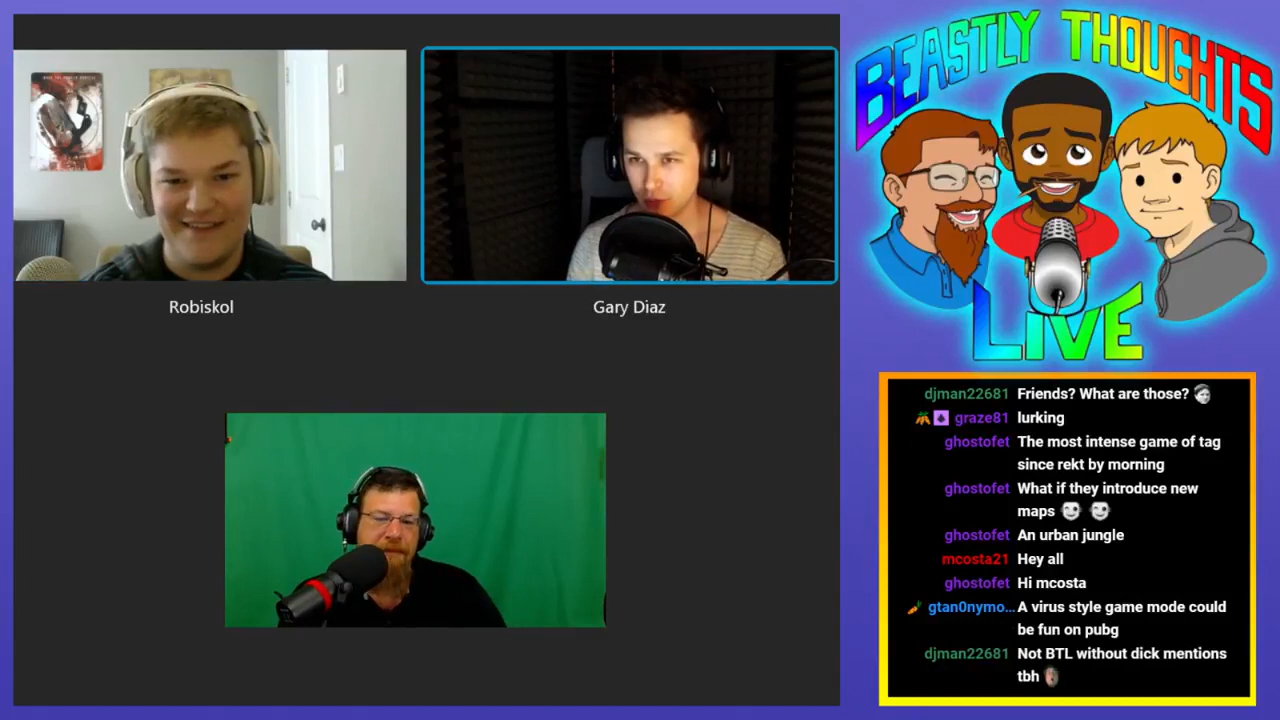 BEASTLY THOUGHTS
LIVE
Robiskol
Gary Diaz
djman22681 Friends? What are those?
graze81 lurking
ghostofet The most intense game of tag
since rekt by morning
ghostofet What if they introduce new
maps
ghostofet An urban jungle
mcosta21 Hey all
ghostofet Hi mcosta
gtan0nymo... A virus style game mode could
be fun on pubg
djman22681 Not BTL without dick mentions
tbh